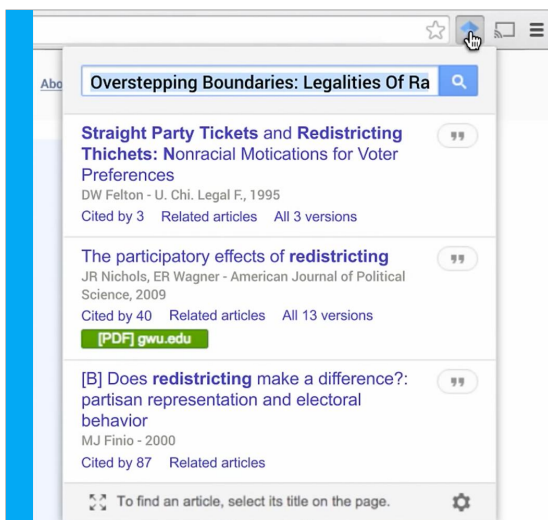 Abo
Overstepping Boundaries: Legalities Of Ra
Straight Party Tickets and Redistricting
Thichets: Nonracial Motications for Voter
Preferences
DW Felton - U. Chi. Legal F., 1995
Cited by 3 Related articles All 3 versions
The participatory effects of redistricting
JR Nichols, ER Wagner - American Journal of Political
Science, 2009
Cited by 40 Related articles All 13 versions
[PDF] gwu.edu
[B] Does redistricting make a difference?:
partisan representation and electoral
behavior
MJ Finio - 2000
Cited by 87 Related articles
To find an article, select its title on the page.